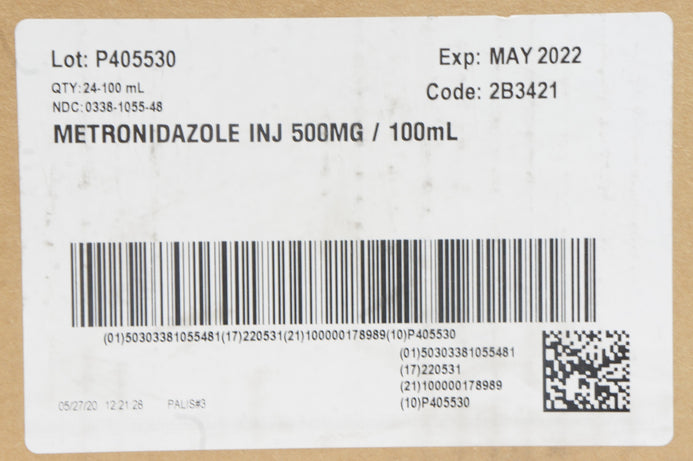 Lot: P405530
Exp: MAY 2022
QTY: 24-100 mL
Code: 2B3421
NDC: 0338-1055-48
METRONIDAZOLE INJ 500MG / 100mL
(01)50303381055481(17)220531(21)100000178989(10)P405530
(01)50303381055481
(17)220531
(21)100000178989
(10)P405530
05/27/20 12:21:26 PALIS#3